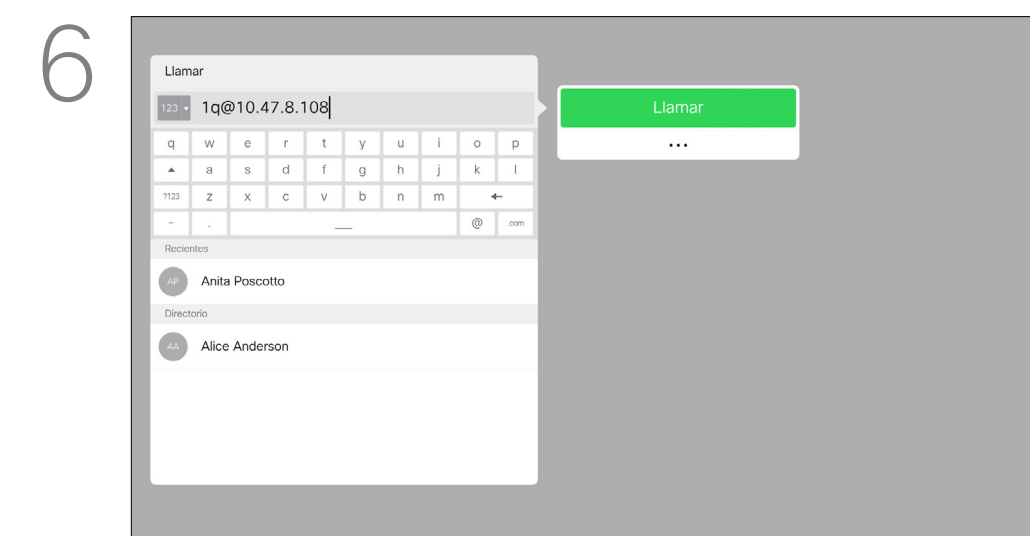 6
Llamar
123 1q@10.47.8.108
Llamar
...
q w e r t y u i o p
a s d f g h j k l
?123 z x c v b n m
- . @ .com
Recientes
AP Anita Poscotto
Directorio
AA Alice Anderson